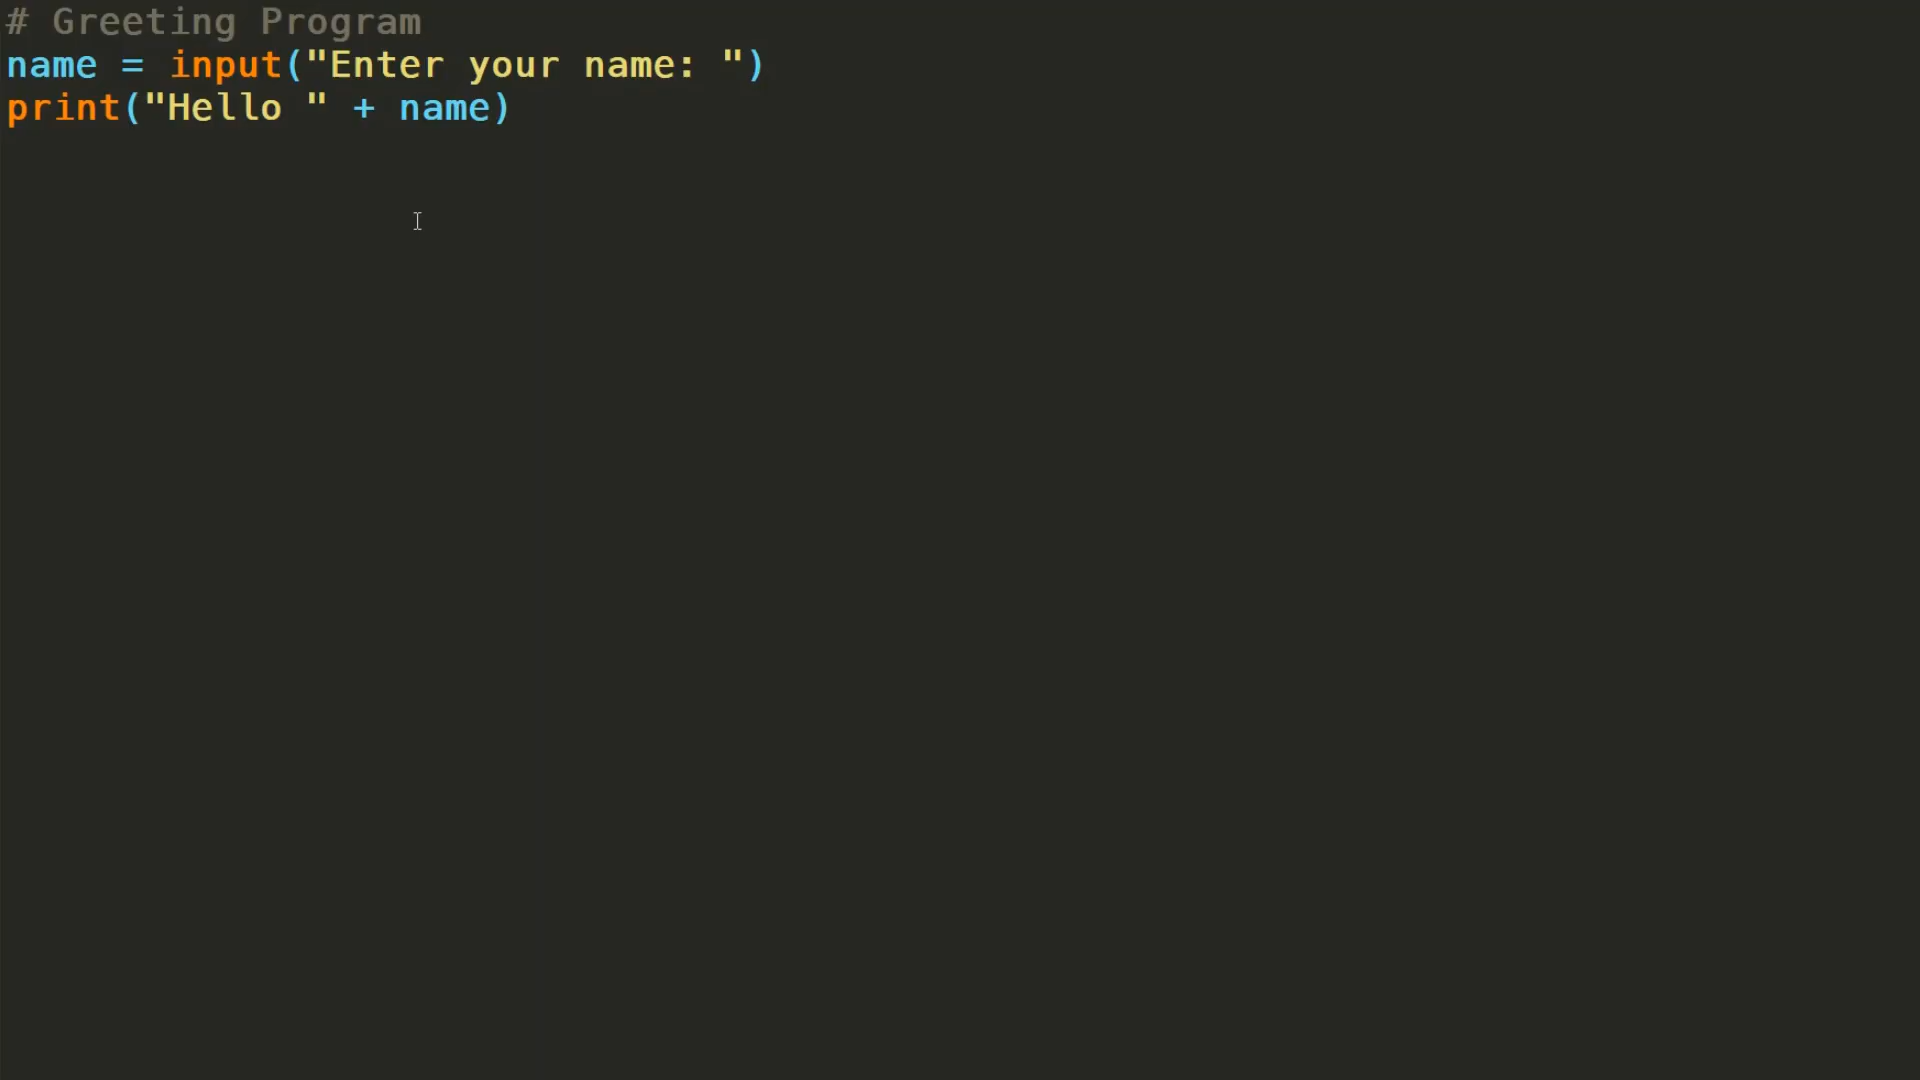 # Greeting Program
name = input("Enter your name: ")
print("Hello " + name)